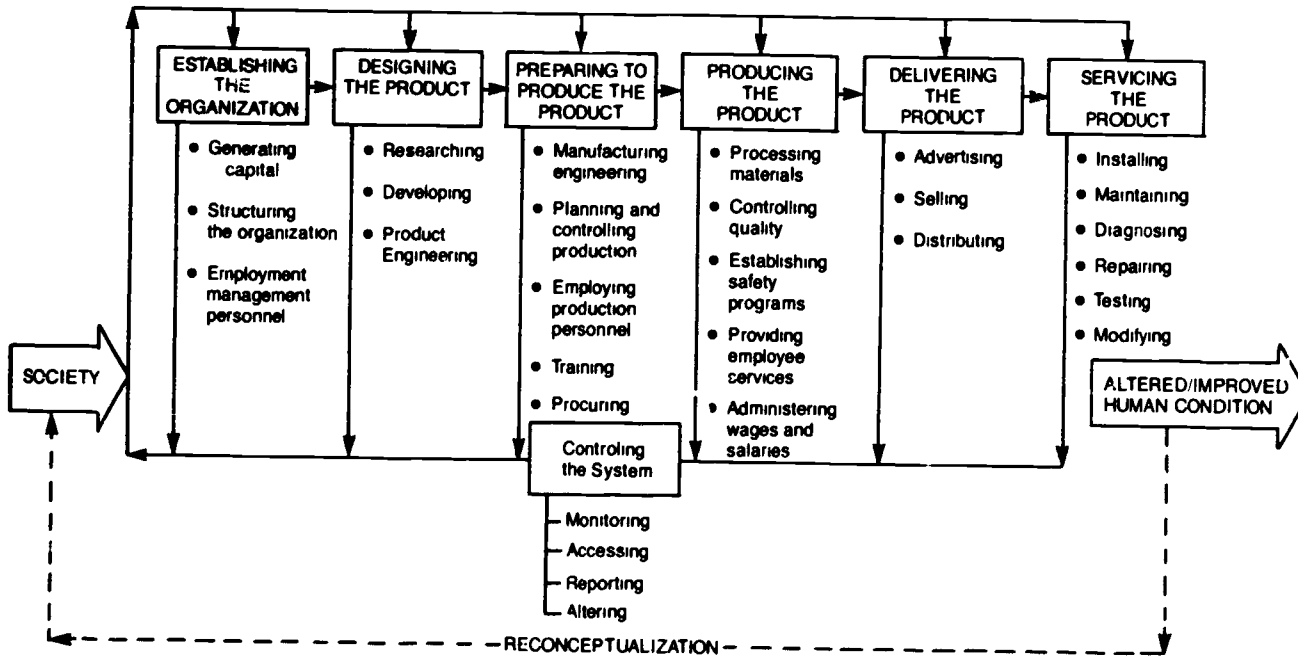 ESTABLISHING
THE
ORGANIZATION
• Generating
capital
• Structuring
the organization
• Employment
management
personnel
DESIGNING
THE PRODUCT
• Researching
• Developing
• Product
Engineering
PREPARING TO
PRODUCE THE
PRODUCT
• Manufacturing
engineering
• Planning and
controlling
production
• Employing
production
personnel
• Training
• Procuring
PRODUCING
THE
PRODUCT
• Processing
materials
• Controlling
quality
• Establishing
safety
programs
• Providing
employee
services
• Administering
wages and
salaries
DELIVERING
THE
PRODUCT
• Advertising
• Selling
• Distributing
SERVICING
THE
PRODUCT
• Installing
• Maintaining
• Diagnosing
• Repairing
• Testing
• Modifying
SOCIETY
ALTERED/IMPROVED
HUMAN CONDITION
Controling
the System
Monitoring
Accessing
Reporting
Altering
RECONCEPTUALIZATION